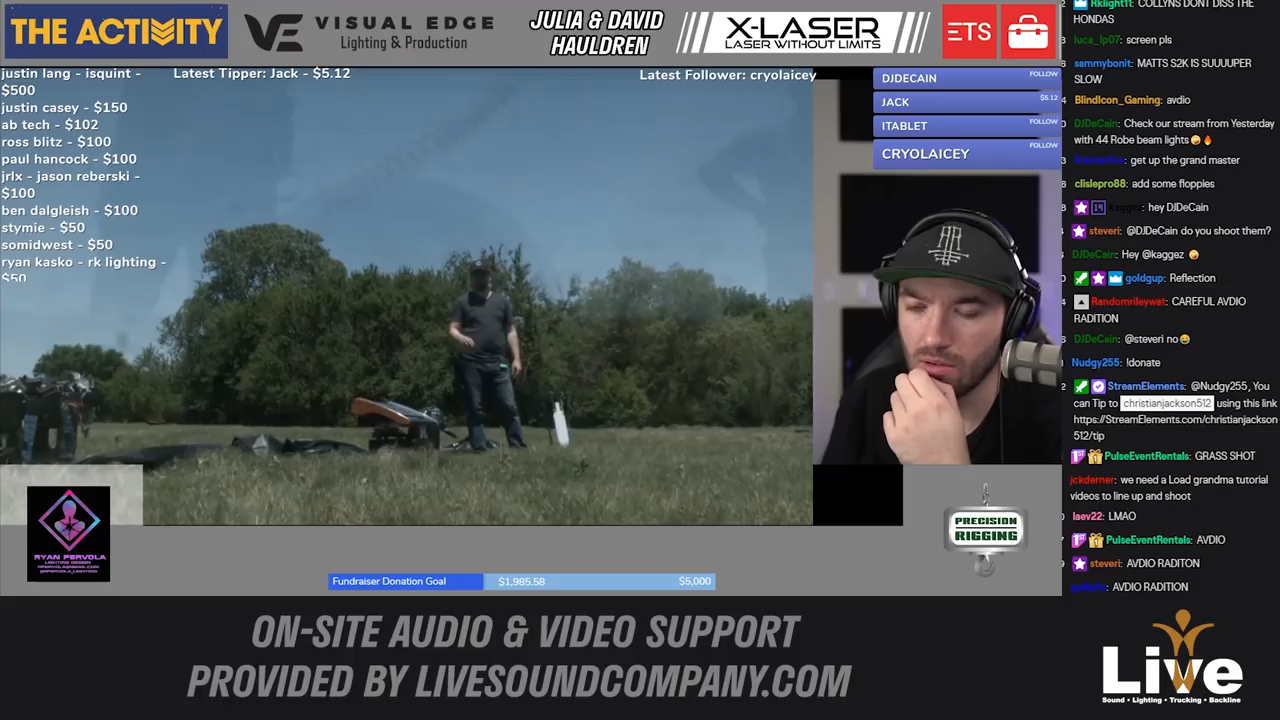 THE ACTIVITY
VISUAL EDGE
Lighting & Production
JULIA & DAVID
HAULDREN
X-LASER
LASER WITHOUT LIMITS
ETS
justin lang - isquint -
$500
justin casey - $150
ab tech - $102
ross blitz - $100
paul hancock - $100
jrlx - jason reberski -
$100
ben dalgleish - $100
stymie - $50
somidwest - $50
ryan kasko - rk lighting -
$50
Latest Tipper: Jack - $5.12
Latest Follower: cryolaicey
DJDECAIN FOLLOW
JACK $5.12
ITABLET FOLLOW
CRYOLAICEY FOLLOW
Rklight11: COLLYNS DONT DISS THE
HONDAS
luca_lp07: screen pls
sammybonit: MATTS S2K IS SUUUPER
SLOW
BlindIcon_Gaming: avdio
DJDeCain: Check our stream from Yesterday
with 44 Robe beam lights
get up the grand master
clislepro88: add some floppies
kaggez: hey DJDeCain
steveri: @DJDeCain do you shoot them?
DJDeCain: Hey @kaggez
goldgup: Reflection
Randomrileywat: CAREFUL AVDIO
RADITION
DJDeCain: @steveri no
Nudgy255: !donate
StreamElements: @Nudgy255, You
can Tip to christianjackson512 using this link
https://StreamElements.com/christianjackson
512/tip
PulseEventRentals: GRASS SHOT
jckderner: we need a Load grandma tutorial
videos to line up and shoot
laev22: LMAO
PulseEventRentals: AVDIO
steveri: AVDIO RADITON
AVDIO RADITION
RYAN PERVOLA
LIGHTING DESIGN
PRECISION
RIGGING
Fundraiser Donation Goal $1,985.58 $5,000
ON-SITE AUDIO & VIDEO SUPPORT
PROVIDED BY LIVESOUNDCOMPANY.COM
Live
Sound • Lighting • Trucking • Backline